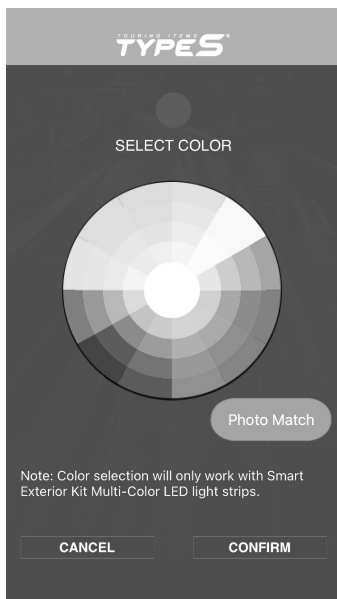 TOURING ITEMS
TYPE S®
SELECT COLOR
Photo Match
Note: Color selection will only work with Smart
Exterior Kit Multi-Color LED light strips.
CANCEL
CONFIRM